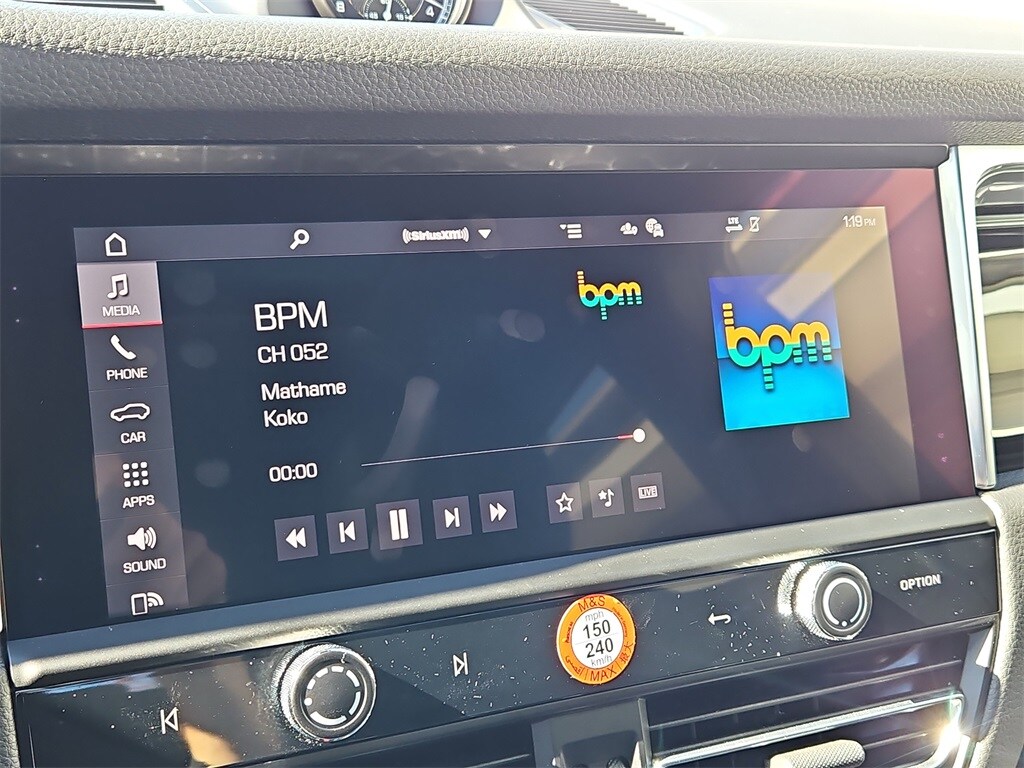 ((SiriusXM))
LTE
1:19 PM
MEDIA
PHONE
CAR
APPS
SOUND
BPM
CH 052
Mathame
Koko
00:00
bpm
bpm
LIVE
OPTION
M&S
mph
150
240
km/h
MAX